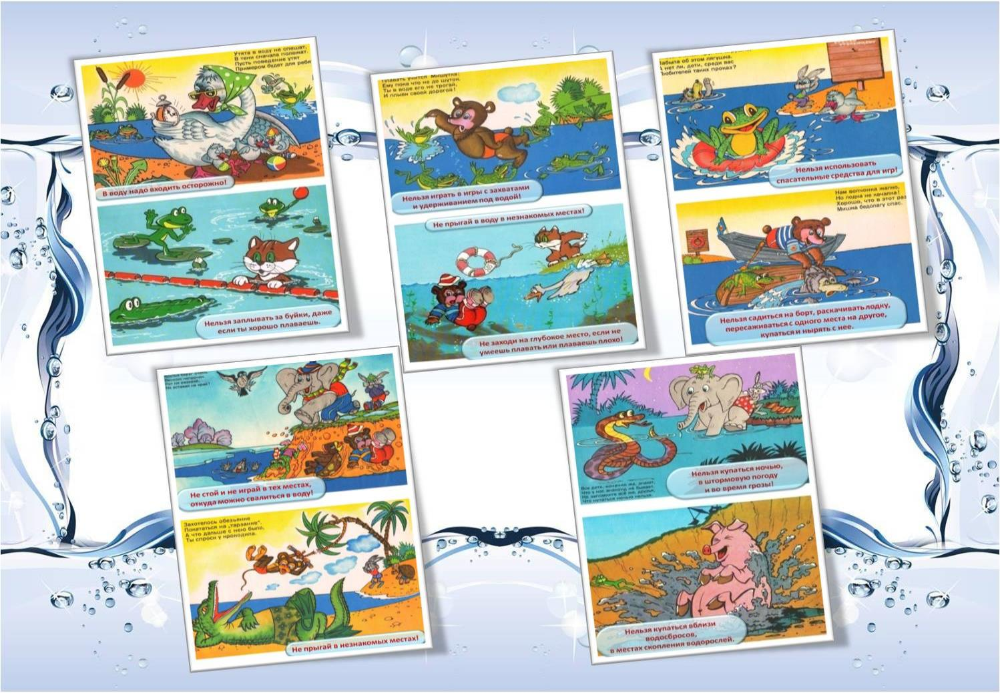 Утята в воду не спешат,
В тени сначала полежат.
Пусть поведение утят
Примером будет для ребят
В воду надо входить осторожно!
Нельзя заплывать за буйки, даже
если ты хорошо плаваешь.
Плавать учится Мишутка:
Ему пока что не до шуток.
Ты в воде его не трогай,
И плыви своей дорогой!
Нельзя играть в игры с захватами
и удерживанием под водой!
Не прыгай в воду в незнакомых местах!
Не заходи на глубокое место, если не
умеешь плавать или плаваешь плохо!
Забыла об этом лягушка.
А нет ли, дети, среди вас
Любителей таких проказ?
Нельзя использовать
спасательные средства для игр!
Нам волчонка жалко,
Но лодка не качалка!
Хорошо, что в этот раз
Мишка бедолагу спас.
Нельзя садиться на борт, раскачивать лодку,
пересаживаться с одного места на другое,
купаться и нырять с нее.
Крутой берег
Весной непрочен.
Рот не разевай,
Не вставай на край!
Не стой и не играй в тех местах,
откуда можно свалиться в воду!
Захотелось обезьянке
Покататься на „тарзанке".
А что дальше с нею было,
Ты спроси у крокодила.
Не прыгай в незнакомых местах!
Нельзя купаться ночью,
в штормовую погоду
и во время грозы!
Все дети, конечно же, знают,
Что у нас анаконд не бывает.
Но запомните всё же, друзья,
Что купаться ночью нельзя.
Нельзя купаться вблизи
водосбросов,
в местах скопления водорослей.